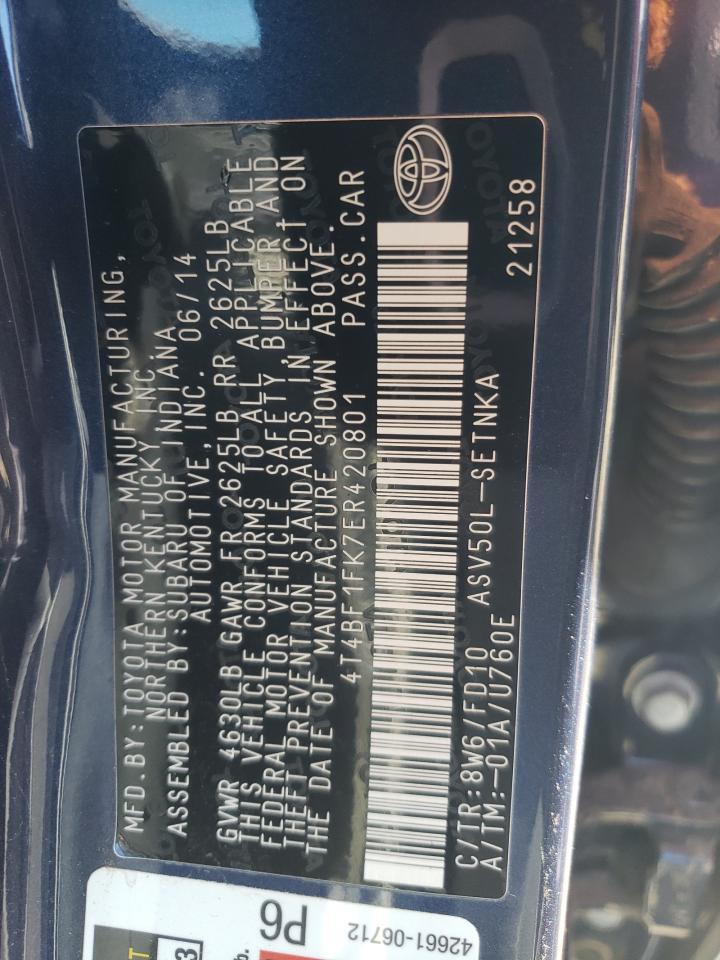 MFD.BY:TOYOTA MOTOR MANUFACTURING,
NORTHERN KENTUCKY INC.
ASSEMBLED BY:SUBARU OF INDIANA
AUTOMOTIVE,INC. 06/14
GVWR 4630LB GAWR FR 2625LB RR 2625LB
THIS VEHICLE CONFORMS TO ALL APPLICABLE
FEDERAL MOTOR VEHICLE SAFETY,BUMPER,AND
THEFT PREVENTION STANDARDS IN EFFECT ON
THE DATE OF MANUFACTURE SHOWN ABOVE.
4T4BF1FK7ER420801 PASS.CAR
C/TR:8W6/FD10 ASV50L-SETNKA
A/TM:-01A/U760E
21258
P6
42661-06712